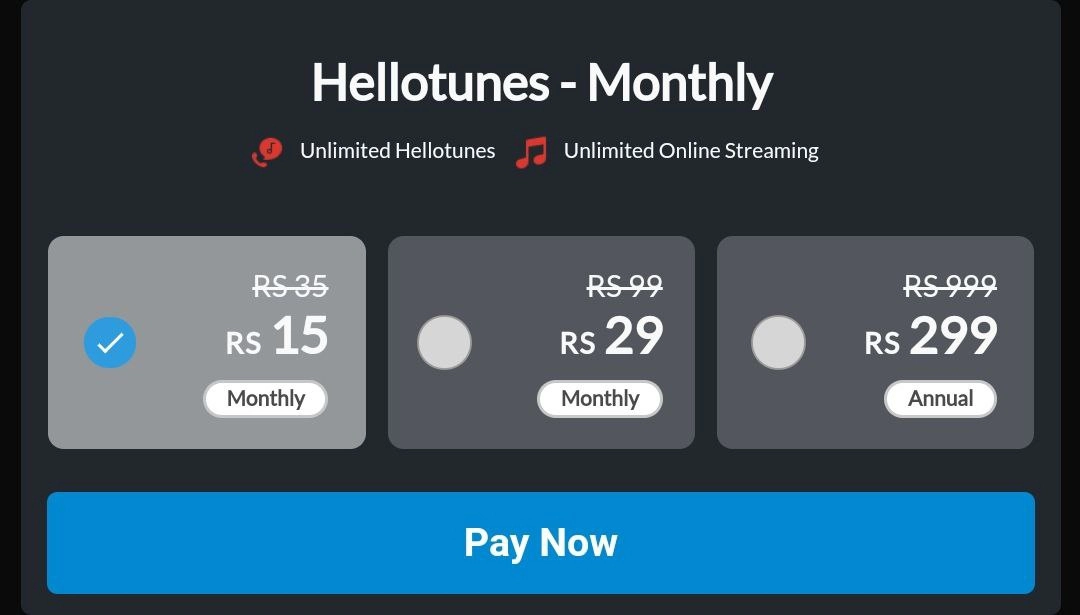 Hellotunes - Monthly
Unlimited Hellotunes Unlimited Online Streaming
RS 35
RS 15
Monthly
RS 99
RS 29
Monthly
RS 999
RS 299
Annual
Pay Now